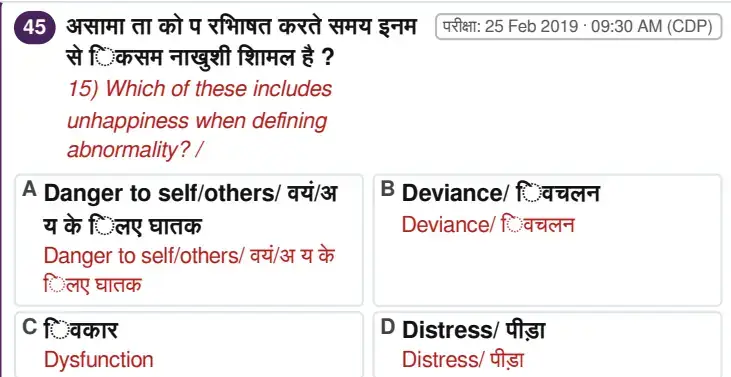 45 असामा ता को प रभािषत करते समय इनम
परीक्षा: 25 Feb 2019 · 09:30 AM (CDP)
से िकसम नाखुशी शािमल है ?
15) Which of these includes
unhappiness when defining
abnormality? /
A Danger to self/others/ वयं/अ
य के िलए घातक
Danger to self/others/ वयं/अ य के
िलए घातक
B Deviance/ िवचलन
Deviance/ िवचलन
C िवकार
Dysfunction
D Distress/ पीड़ा
Distress/ पीड़ा